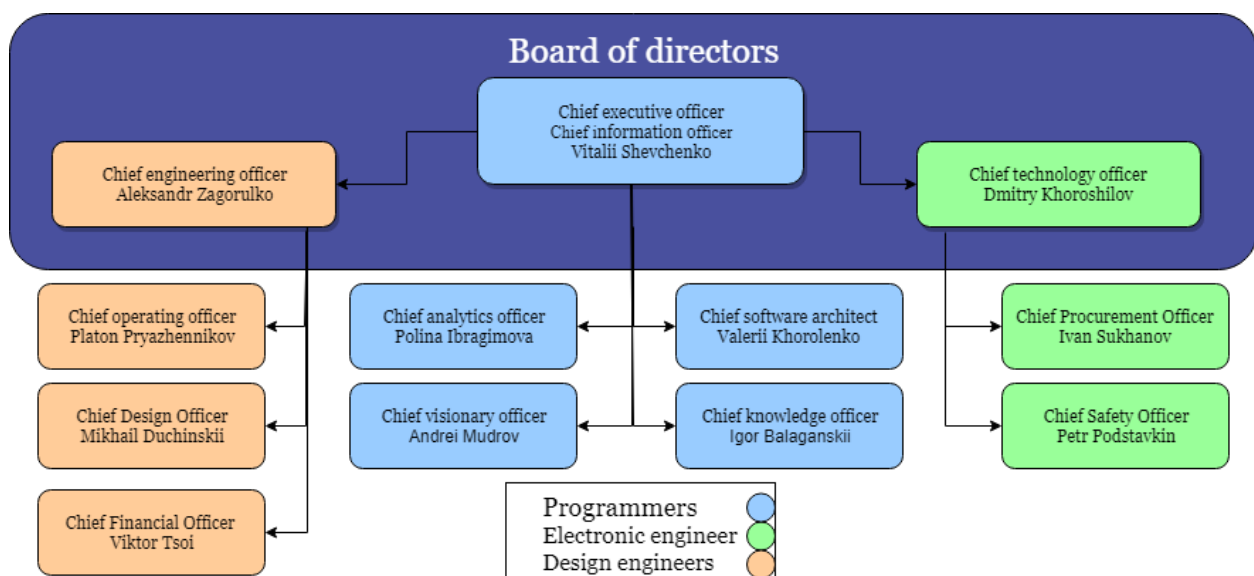 Board of directors
Chief executive officer
Chief information officer
Vitalii Shevchenko
Chief engineering officer
Aleksandr Zagorulko
Chief technology officer
Dmitry Khoroshilov
Chief operating officer
Platon Pryazhennikov
Chief analytics officer
Polina Ibragimova
Chief software architect
Valerii Khorolenko
Chief Procurement Officer
Ivan Sukhanov
Chief Design Officer
Mikhail Duchinskii
Chief visionary officer
Andrei Mudrov
Chief knowledge officer
Igor Balaganskii
Chief Safety Officer
Petr Podstavkin
Chief Financial Officer
Viktor Tsoi
Programmers
Electronic engineer
Design engineers